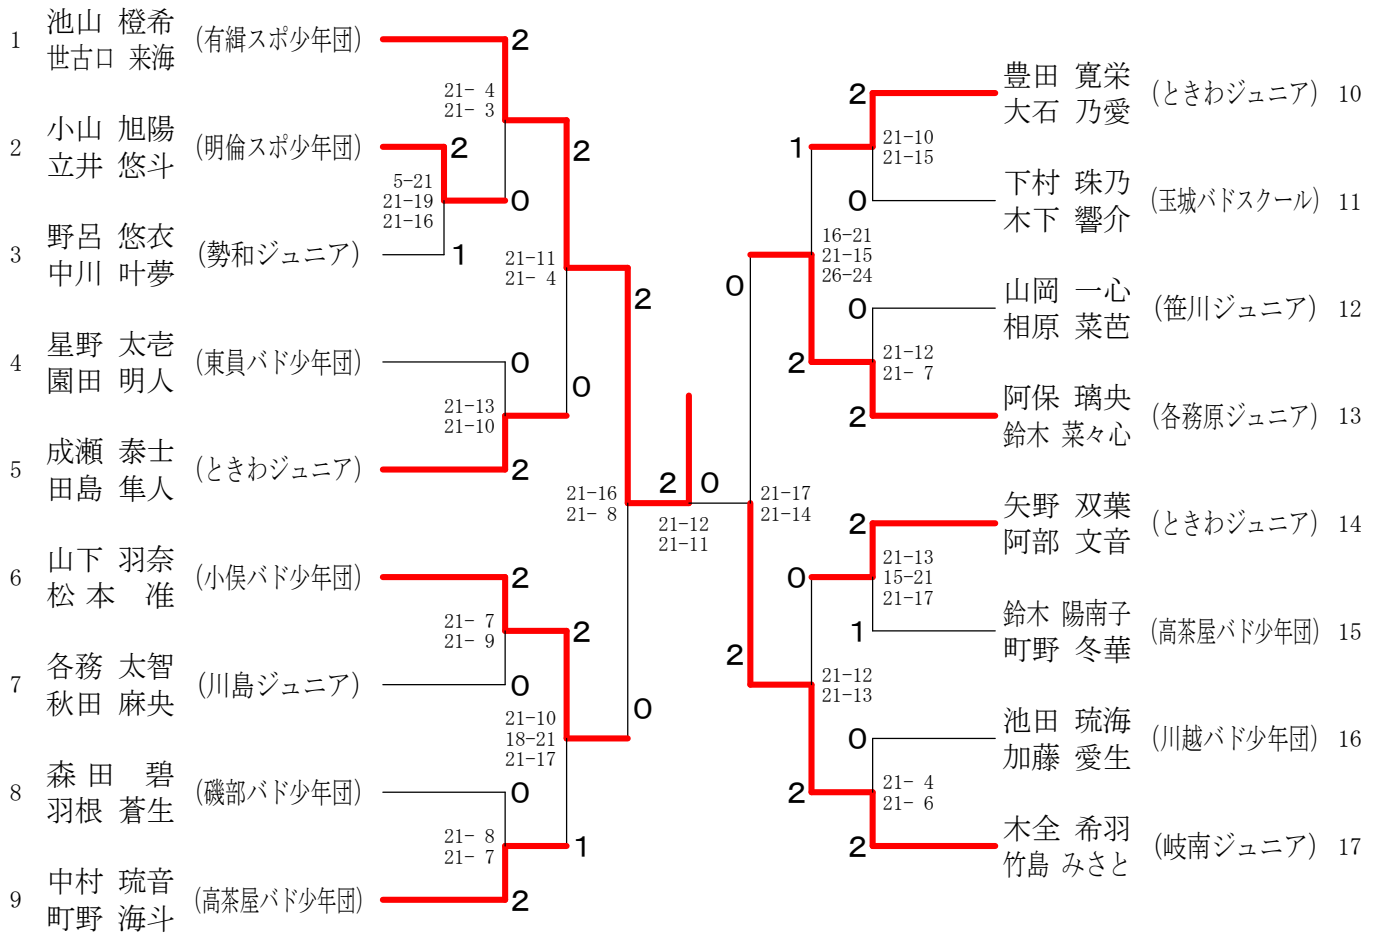 1 池山 橙希 (有緝スポ少年団) 2
世古口 来海
21- 4
21- 3
2 小山 旭陽 (明倫スポ少年団) 2
立井 悠斗
2
5-21
21-19
21-16
0
3 野呂 悠衣 (勢和ジュニア) 1
中川 叶夢
21-11
21- 4
2
4 星野 太壱 (東員バド少年団) 0
園田 明人
0
21-13
21-10
5 成瀬 泰士 (ときわジュニア) 2
田島 隼人
21-16
21- 8
6 山下 羽奈 (小俣バド少年団) 2
松本 准
21- 7
21- 9
2
7 各務 太智 (川島ジュニア) 0
秋田 麻央
0
21-10
18-21
21-17
8 森田 碧 (磯部バド少年団) 0
羽根 蒼生
21- 8
21- 7
1
9 中村 琉音 (高茶屋バド少年団) 2
町野 海斗
2 0
21-12
21-11
2 豊田 寛栄 (ときわジュニア) 10
大石 乃愛
1
21-10
21-15
0 下村 珠乃 (玉城バドスクール) 11
木下 響介
0
16-21
21-15
26-24
0 山岡 一心 (笹川ジュニア) 12
相原 菜芭
21-12
21- 7
2
2 阿保 璃央 (各務原ジュニア) 13
鈴木 菜々心
21-17
21-14
2 矢野 双葉 (ときわジュニア) 14
阿部 文音
0
21-13
15-21
21-17
1 鈴木 陽南子 (高茶屋バド少年団) 15
町野 冬華
2
21-12
21-13
0 池田 琉海 (川越バド少年団) 16
加藤 愛生
2
21- 4
21- 6
2 木全 希羽 (岐南ジュニア) 17
竹島 みさと